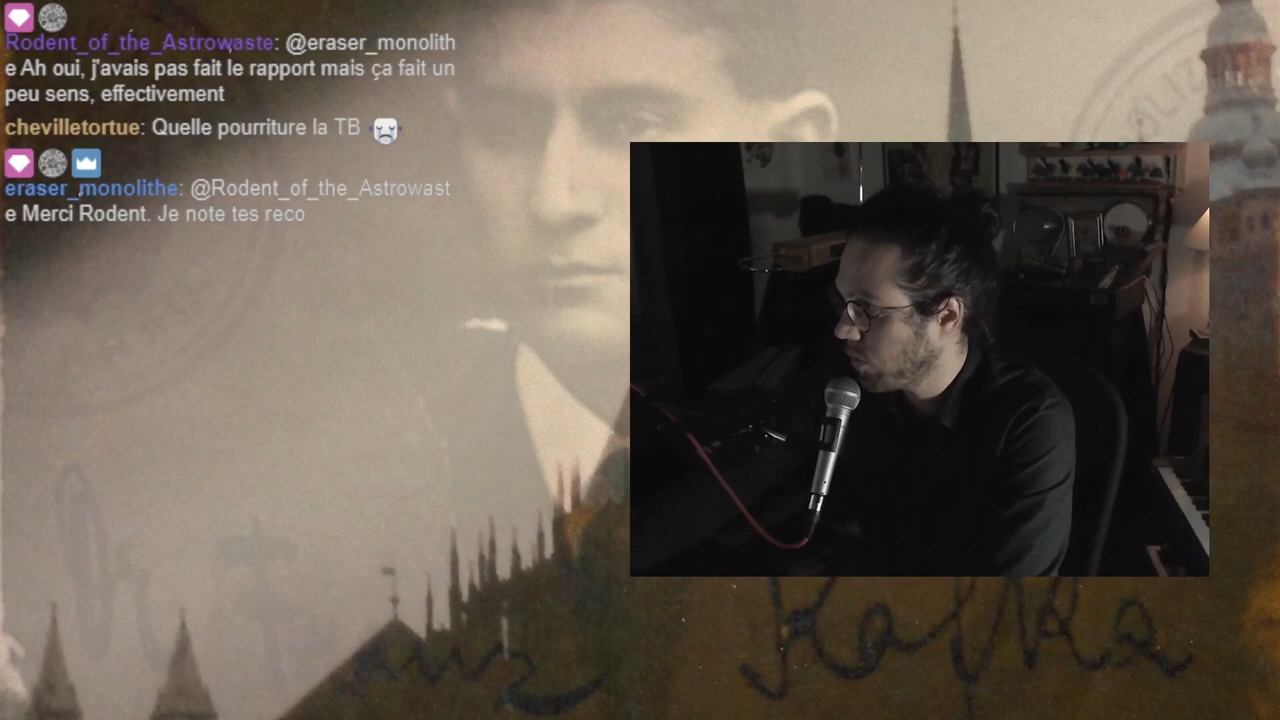 Rodent_of_the_Astrowaste: @eraser_monolith
e Ah oui, j'avais pas fait le rapport mais ça fait un
peu sens, effectivement
chevilletortue: Quelle pourriture la TB
eraser_monolithe: @Rodent_of_the_Astrowast
e Merci Rodent. Je note tes reco
Kafka